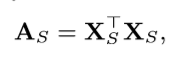 𝐀_S = 𝐗_S^⊤ 𝐗_S,